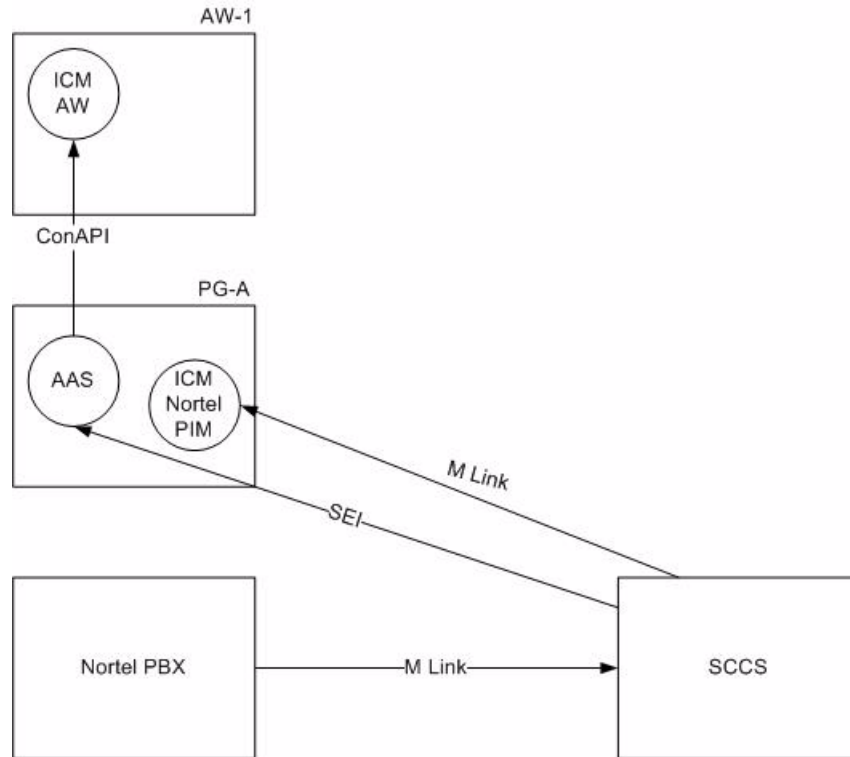 AW-1
ICM
AW
ConAPI
PG-A
AAS
ICM
Nortel
PIM
M Link
SEI
Nortel PBX
M Link
SCCS